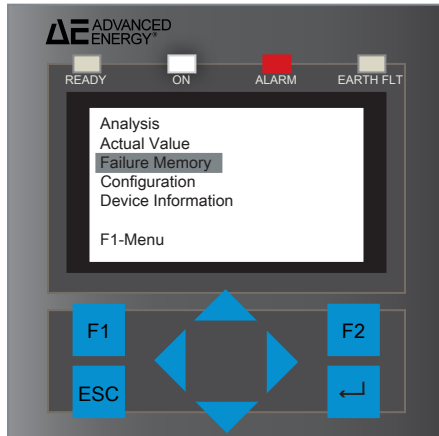 AE ADVANCED
ENERGY®
READY ON ALARM EARTH FLT
Analysis
Actual Value
Failure Memory
Configuration
Device Information
F1-Menu
F1 F2
ESC